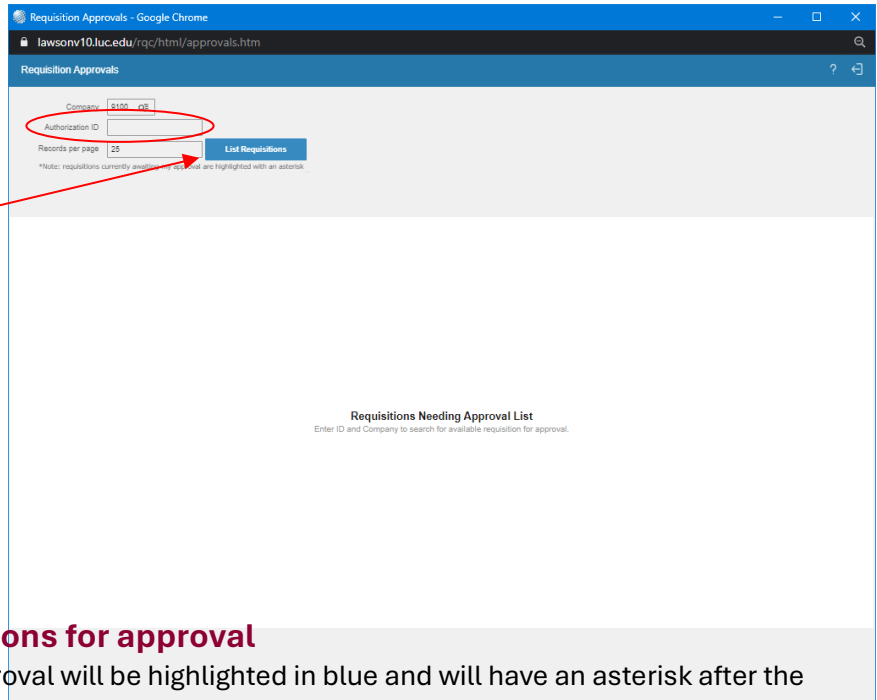 Requisition Approvals - Google Chrome
lawsonv10.luc.edu/rqc/html/approvals.htm
Requisition Approvals
?
Company 9100
Authorization ID
Records per page 25 List Requisitions
*Note: requisitions currently awaiting my approval are highlighted with an asterisk
Requisitions Needing Approval List
Enter ID and Company to search for available requisition for approval.
ons for approval
oval will be highlighted in blue and will have an asterisk after the